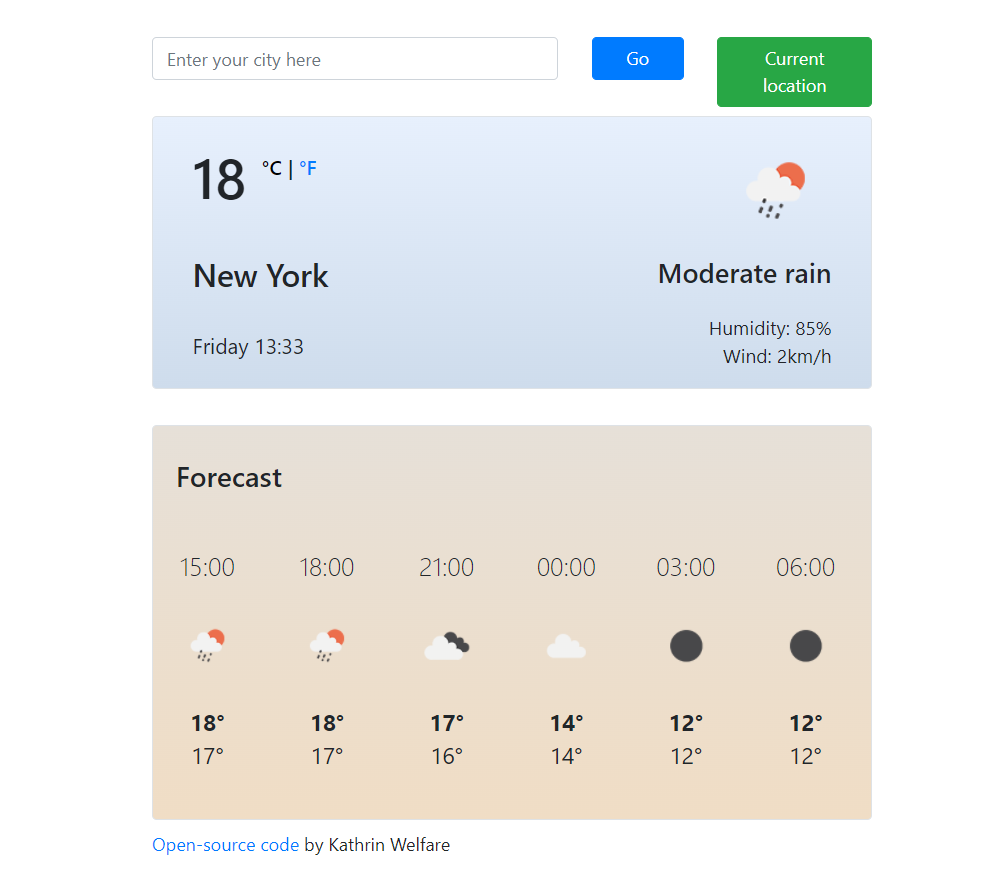 Enter your city here
Go
Current
location
18 °C | °F
New York
Moderate rain
Friday 13:33
Humidity: 85%
Wind: 2km/h
Forecast
15:00 18:00 21:00 00:00 03:00 06:00
18° 18° 17° 14° 12° 12°
17° 17° 16° 14° 12° 12°
Open-source code by Kathrin Welfare